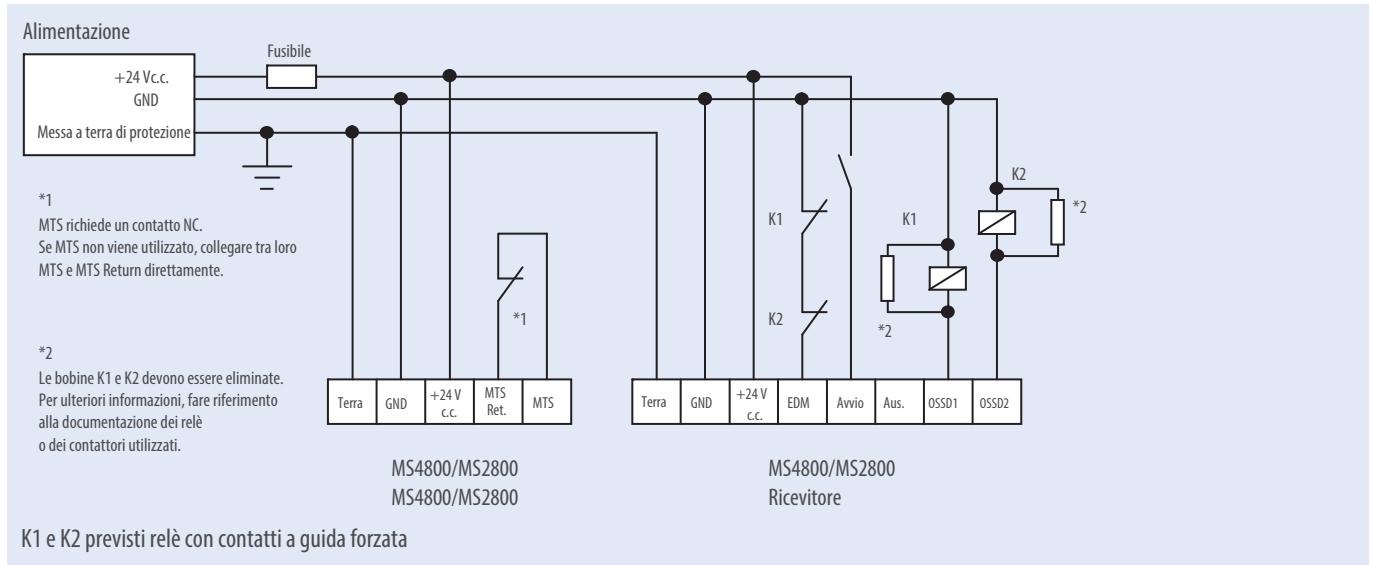 Alimentazione
Fusibile
+24 Vc.c.
GND
Messa a terra di protezione
*1
MTS richiede un contatto NC.
Se MTS non viene utilizzato, collegare tra loro
MTS e MTS Return direttamente.
*2
Le bobine K1 e K2 devono essere eliminate.
Per ulteriori informazioni, fare riferimento
alla documentazione dei relè
o dei contattori utilizzati.
*1
K1
K2
K1
*2
K2
*2
Terra
GND
+24 V
c.c.
MTS
Ret.
MTS
Terra
GND
+24 V
c.c.
EDM
Avvio
Aus.
OSSD1
OSSD2
MS4800/MS2800
MS4800/MS2800
MS4800/MS2800
Ricevitore
K1 e K2 previsti relè con contatti a guida forzata